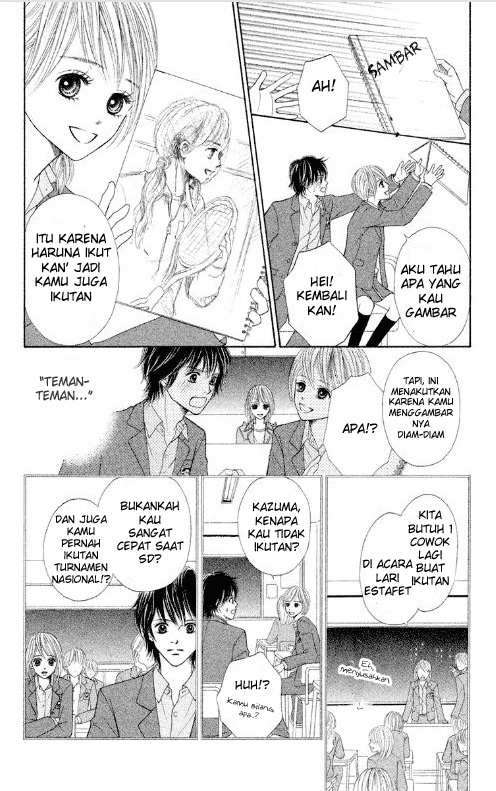 SAMBAR
AH!
AKU TAHU
APA YANG
KAU
GAMBAR
HEI!
KEMBALI
KAN!
ITU KARENA
HARUNA IKUT
KAN' JADI
KAMU JUGA
IKUTAN
TAPI, INI
MENAKUTKAN
KARENA KAMU
MENGGAMBAR
NYA
DIAM-DIAM
APA!?
"TEMAN-
TEMAN..."
KITA
BUTUH 1
COWOK
LAGI
BUAT
IKUTAN
DI ACARA
LARI
ESTAFET
Eh,
menyusahkan
KAZUMA,
KENAPA
KAU TIDAK
IKUTAN?
HUH!?
Kamu bilang
apa..?
BUKANKAH
KAU
SANGAT
CEPAT SAAT
SD?
DAN JUGA
KAMU
PERNAH
IKUTAN
TURNAMEN
NASIONAL!?